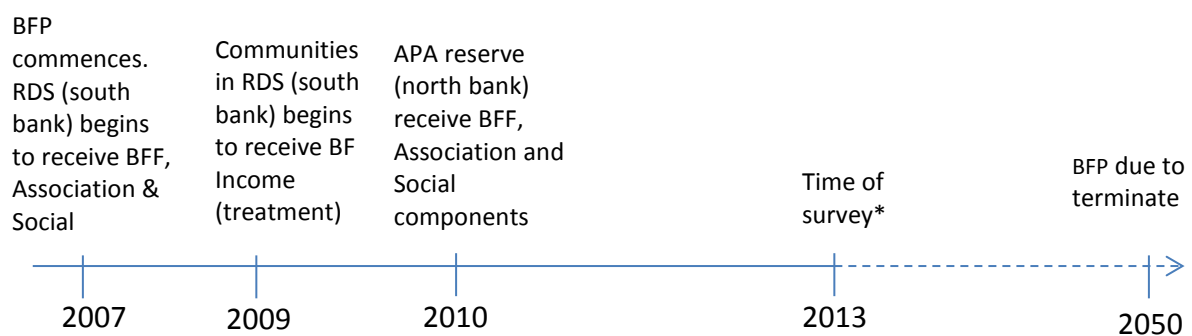 BFP
commences.
RDS (south
bank) begins
to receive BFF,
Association &
Social
Communities
in RDS (south
bank) begins
to receive BF
Income
(treatment)
APA reserve
(north bank)
receive BFF,
Association and
Social
components
Time of
survey*
BFP due to
terminate
2007
2009
2010
2013
2050